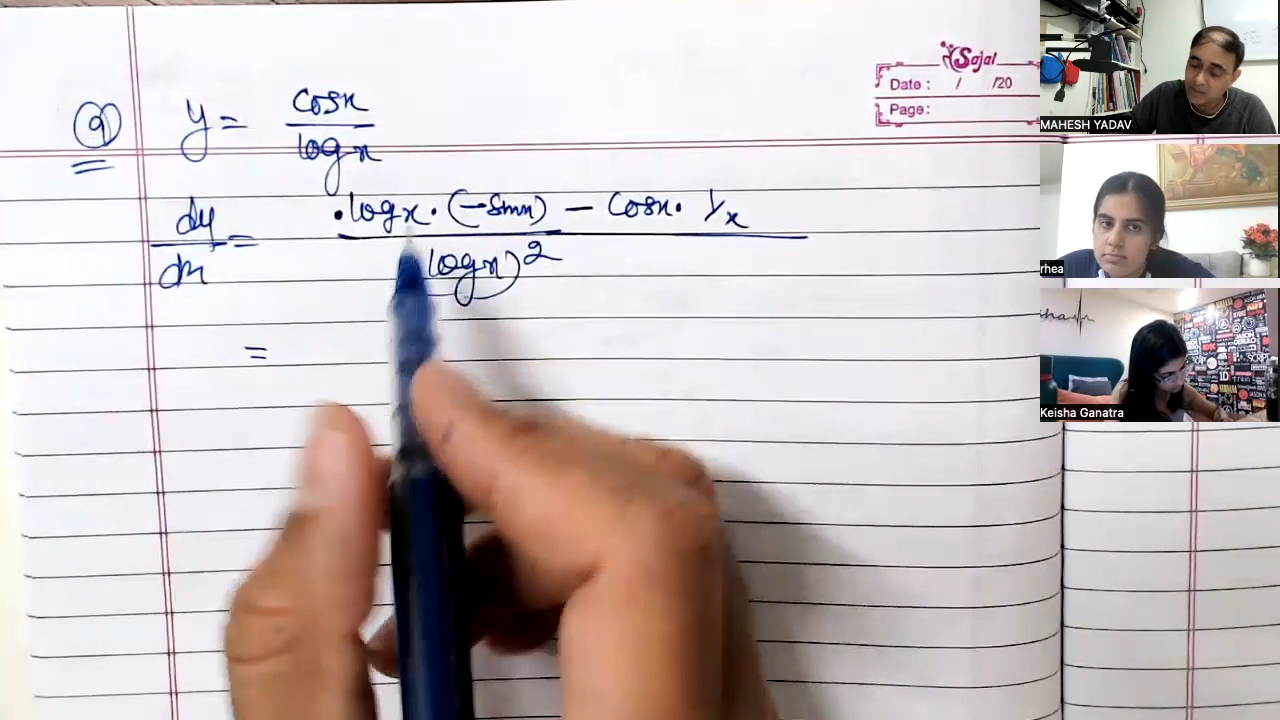 Q y = cosx / logx
dy/dx = logx · (-sinx) - cosx · 1/x / (logx)2
=
Sajal
Date : / /20
Page:
MAHESH YADAV
rhea
Keisha Ganatra